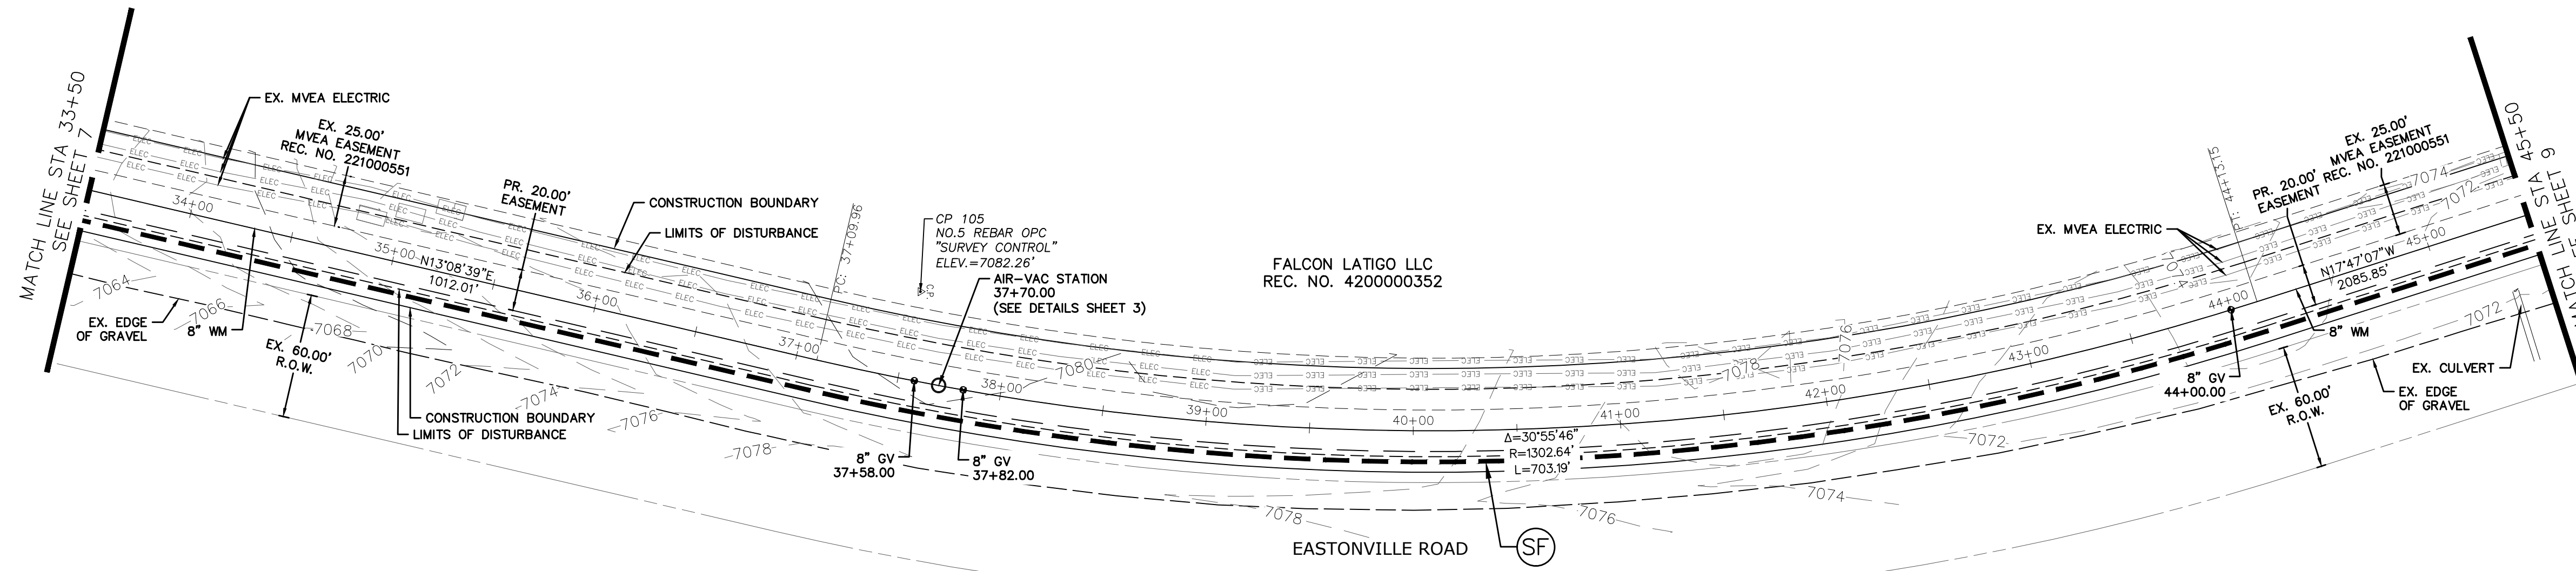 MATCH LINE STA 33+50
SEE SHEET 7
EX. MVEA ELECTRIC
EX. 25.00'
MVEA EASEMENT
REC. NO. 221000551
PR. 20.00'
EASEMENT
CONSTRUCTION BOUNDARY
LIMITS OF DISTURBANCE
34+00
35+00
N13°08'39"E
1012.01'
36+00
37+00
PC: 37+09.96
CP 105
NO.5 REBAR OPC
"SURVEY CONTROL"
ELEV.=7082.26'
CP.
AIR-VAC STATION
37+70.00
(SEE DETAILS SHEET 3)
7064
7066
7068
7070
7072
7074
7076
7078
EX. EDGE
OF GRAVEL
8" WM
EX. 60.00'
R.O.W.
CONSTRUCTION BOUNDARY
LIMITS OF DISTURBANCE
8" GV
37+58.00
8" GV
37+82.00
38+00
7080
39+00
40+00
41+00
42+00
43+00
44+00
45+00
FALCON LATIGO LLC
REC. NO. 4200000352
Δ=30°55'46"
R=1302.64'
L=703.19'
7078
7076
7078
7076
7074
7072
EASTONVILLE ROAD
SF
EX. MVEA ELECTRIC
7074
PT: 44+13.15
PR. 20.00'
EASEMENT
EX. 25.00'
MVEA EASEMENT
REC. NO. 221000551
7074
7072
N17°47'07"W
2085.85'
8" WM
7072
8" GV
44+00.00
EX. 60.00'
R.O.W.
EX. CULVERT
EX. EDGE
OF GRAVEL
MATCH LINE STA 45+50
SEE SHEET 9
ELEC